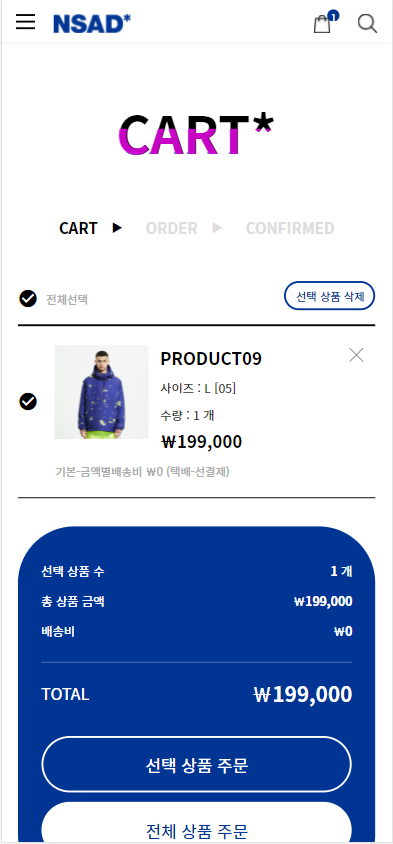 NSAD*
1
CART*
CART ▶ ORDER ▶ CONFIRMED
전체선택
선택 상품 삭제
PRODUCT09
사이즈 : L [05]
수량 : 1 개
₩199,000
기본-금액별배송비 ₩0 (택배-선결제)
선택 상품 수 1 개
총 상품 금액 ₩199,000
배송비 ₩0
TOTAL ₩199,000
선택 상품 주문
전체 상품 주문